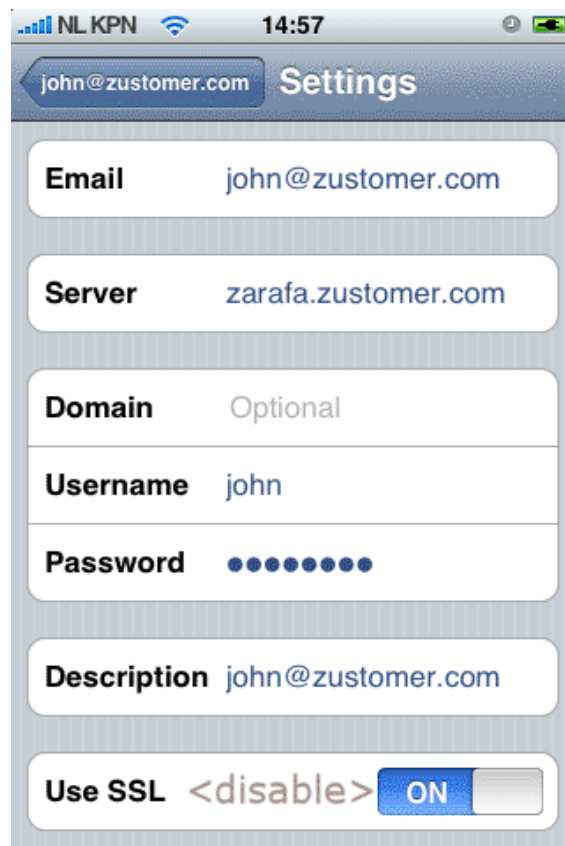 NL KPN 14:57
john@zustomer.com Settings
Email john@zustomer.com
Server zarafa.zustomer.com
Domain Optional
Username john
Password ●●●●●●●●
Description john@zustomer.com
Use SSL <disable> ON